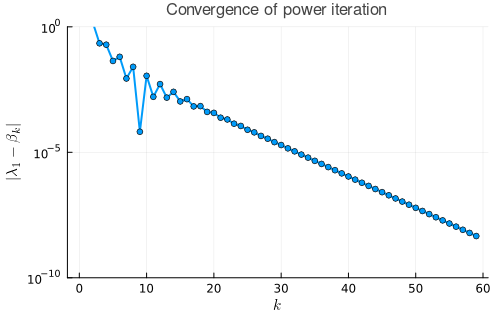 Convergence of power iteration
|λ₁ − βₖ|
10⁰
10⁻⁵
10⁻¹⁰
0 10 20 30 40 50 60
k